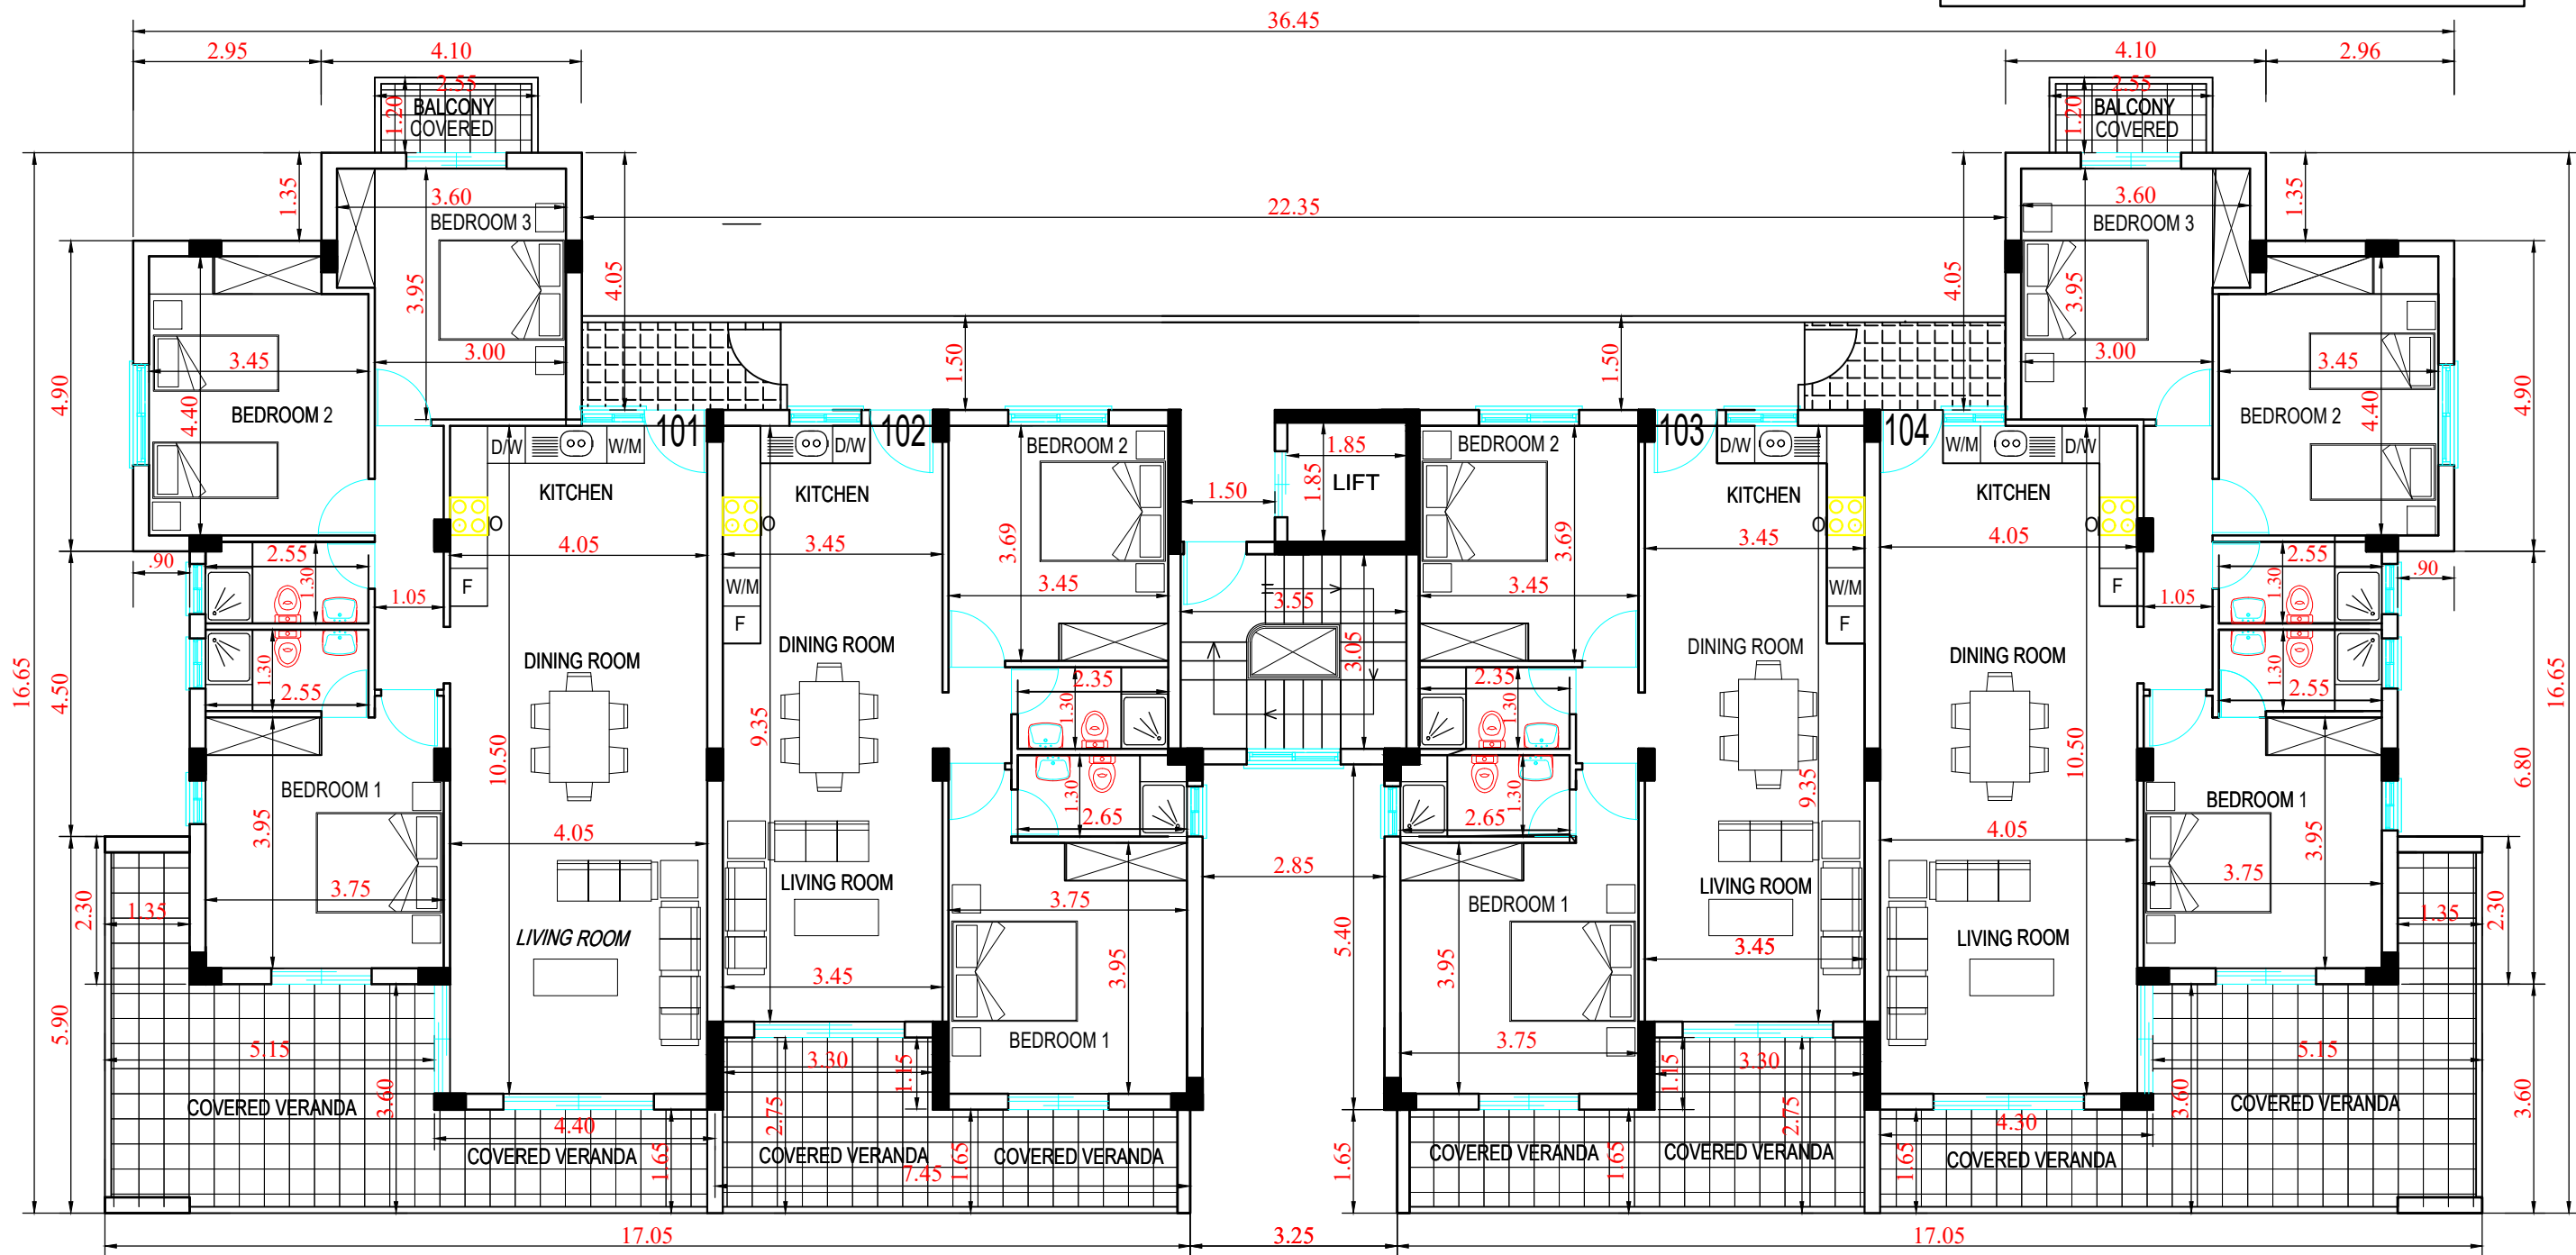 36.45
2.95
4.10
4.10
2.96
2.55
BALCONY
COVERED
1.20
2.55
BALCONY
COVERED
1.20
1.35
3.60
BEDROOM 3
22.35
3.60
BEDROOM 3
1.35
4.05
3.95
4.05
3.95
3.00
3.00
1.50
1.50
4.90
3.45
4.40
BEDROOM 2
3.45
4.40
BEDROOM 2
4.90
101
102
103
104
D/W
W/M
D/W
BEDROOM 2
1.85
1.85
LIFT
BEDROOM 2
D/W
W/M
D/W
KITCHEN
KITCHEN
1.50
KITCHEN
KITCHEN
O
O
O
O
4.05
3.45
3.69
3.69
3.45
4.05
.90
2.55
1.30
1.05
F
W/M
F
3.45
3.55
3.45
W/M
F
F
1.05
2.55
1.30
.90
16.65
4.50
1.30
2.55
DINING ROOM
DINING ROOM
3.05
DINING ROOM
DINING ROOM
1.30
2.55
16.65
6.80
2.35
1.30
2.35
1.30
10.50
9.35
9.35
10.50
BEDROOM 1
3.95
1.30
2.65
1.30
2.65
BEDROOM 1
3.95
4.05
4.05
2.85
LIVING ROOM
LIVING ROOM
3.75
3.75
2.30
1.35
3.75
BEDROOM 1
LIVING ROOM
LIVING ROOM
1.35
2.30
3.95
5.40
3.95
5.90
3.45
3.45
BEDROOM 1
3.75
5.15
3.30
1.15
1.15
3.30
5.15
COVERED VERANDA
3.60
2.75
2.75
3.60
COVERED VERANDA
3.60
4.40
4.30
COVERED VERANDA
1.65
COVERED VERANDA
1.65
COVERED VERANDA
7.45
1.65
COVERED VERANDA
1.65
COVERED VERANDA
1.65
COVERED VERANDA
17.05
3.25
17.05